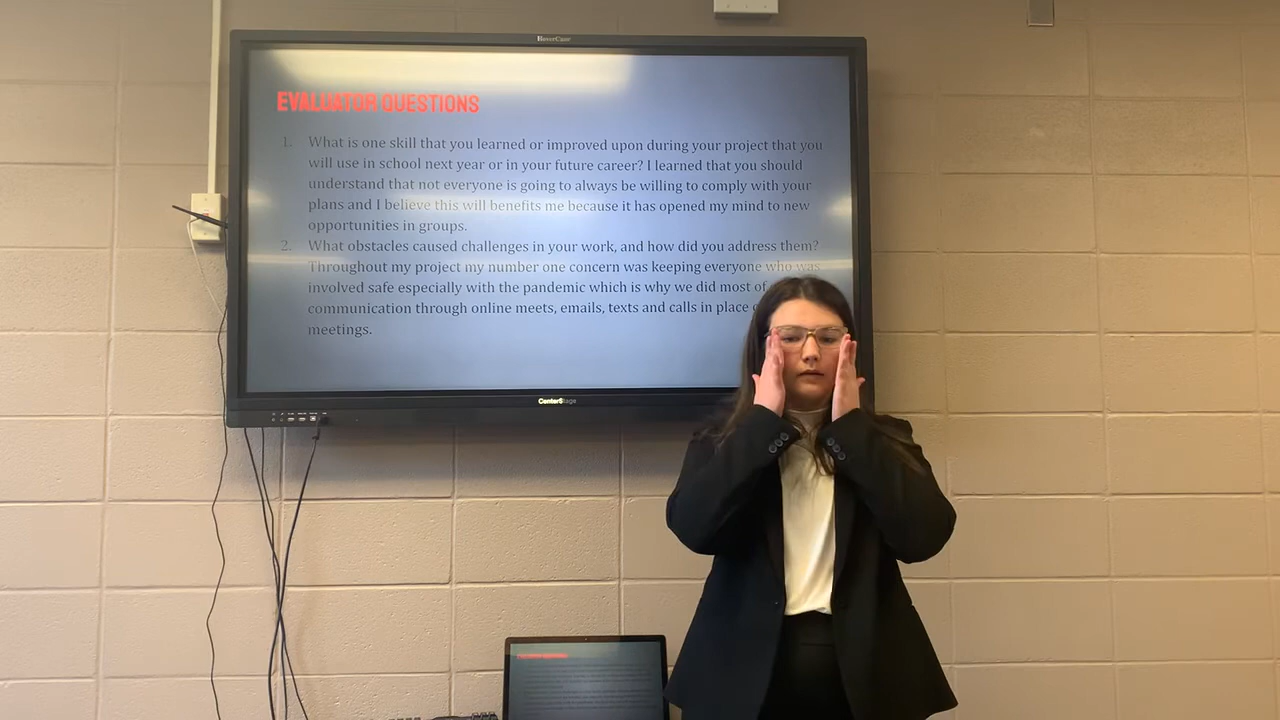 EVALUATOR QUESTIONS
1. What is one skill that you learned or improved upon during your project that you
will use in school next year or in your future career? I learned that you should
understand that not everyone is going to always be willing to comply with your
plans and I believe this will benefits me because it has opened my mind to new
opportunities in groups.
2. What obstacles caused challenges in your work, and how did you address them?
Throughout my project my number one concern was keeping everyone who was
involved safe especially with the pandemic which is why we did most of
communication through online meets, emails, texts and calls in place
meetings.
CenterStage